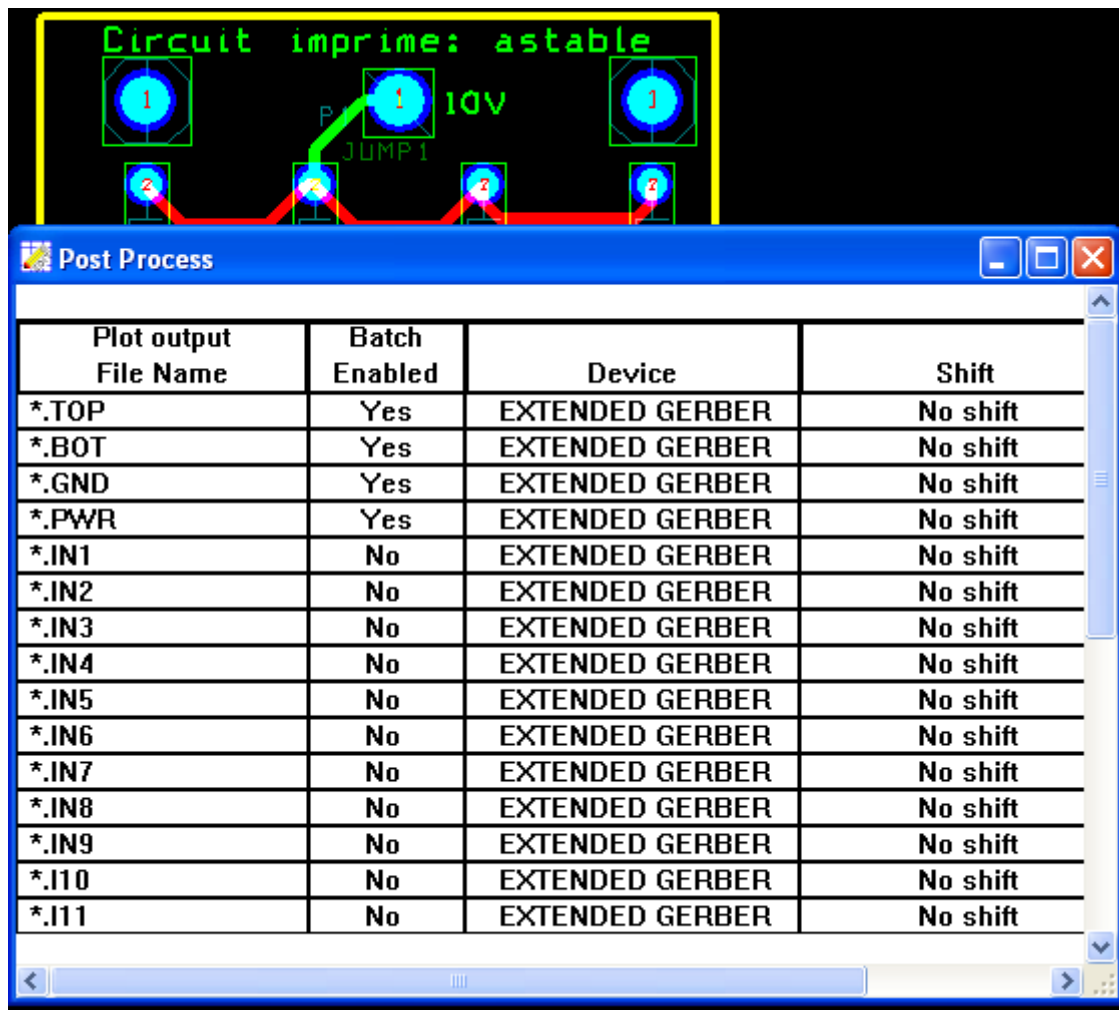 Circuit imprime: astable
1 1 1
10V
JUMP1
2 7 7
Post Process
Plot output Batch
File Name Enabled Device Shift
*.TOP Yes EXTENDED GERBER No shift
*.BOT Yes EXTENDED GERBER No shift
*.GND Yes EXTENDED GERBER No shift
*.PWR Yes EXTENDED GERBER No shift
*.IN1 No EXTENDED GERBER No shift
*.IN2 No EXTENDED GERBER No shift
*.IN3 No EXTENDED GERBER No shift
*.IN4 No EXTENDED GERBER No shift
*.IN5 No EXTENDED GERBER No shift
*.IN6 No EXTENDED GERBER No shift
*.IN7 No EXTENDED GERBER No shift
*.IN8 No EXTENDED GERBER No shift
*.IN9 No EXTENDED GERBER No shift
*.I10 No EXTENDED GERBER No shift
*.I11 No EXTENDED GERBER No shift